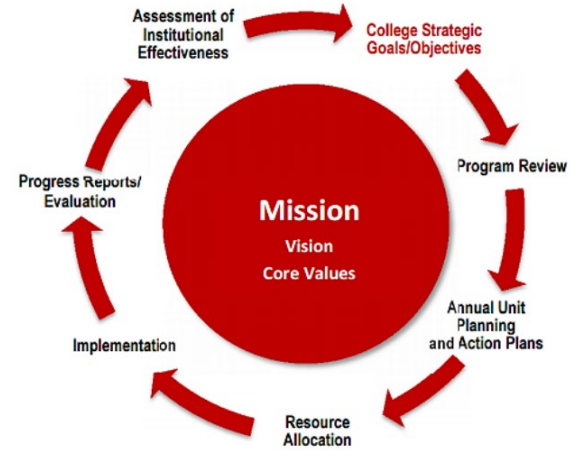 Assessment of
Institutional
Effectiveness
College Strategic
Goals/Objectives
Program Review
Annual Unit
Planning
and Action Plans
Resource
Allocation
Implementation
Progress Reports/
Evaluation
Mission
Vision
Core Values